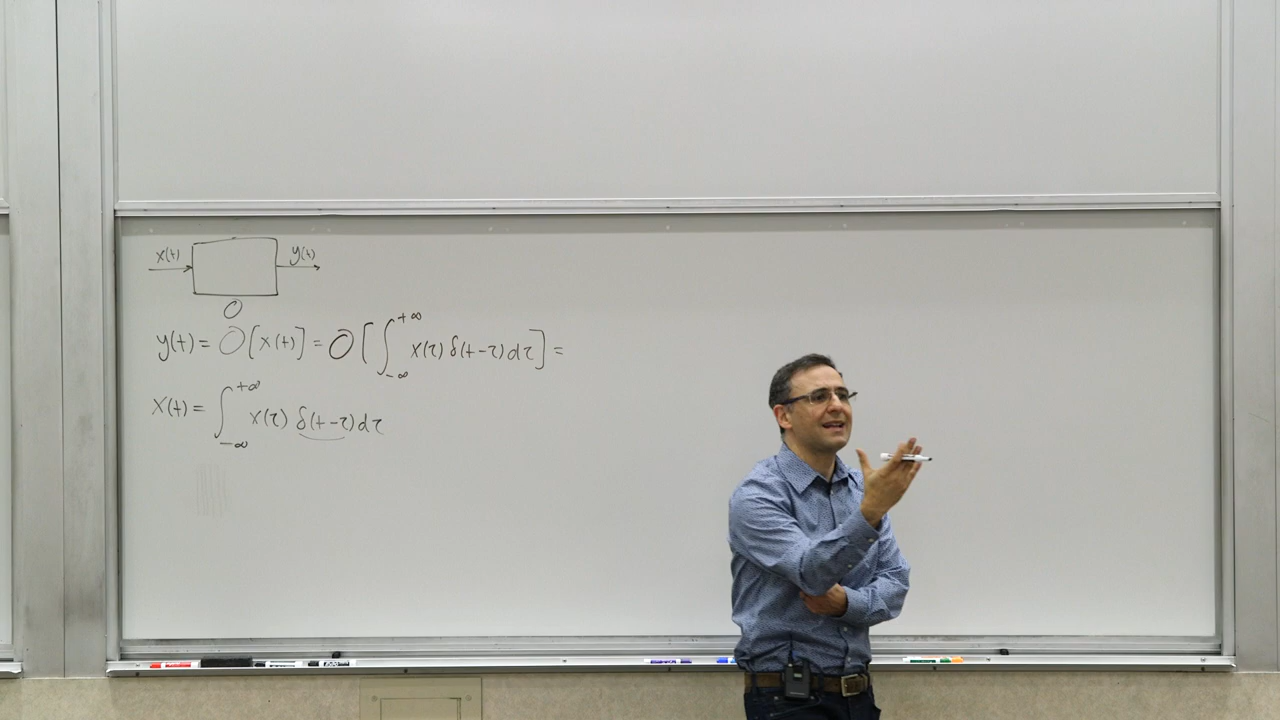 x(t) y(t)
O
y(t) = O[x(t)] = O[∫_{-∞}^{+∞} x(τ) δ(t-τ)dτ] =
x(t) = ∫_{-∞}^{+∞} x(τ) δ(t-τ)dτ